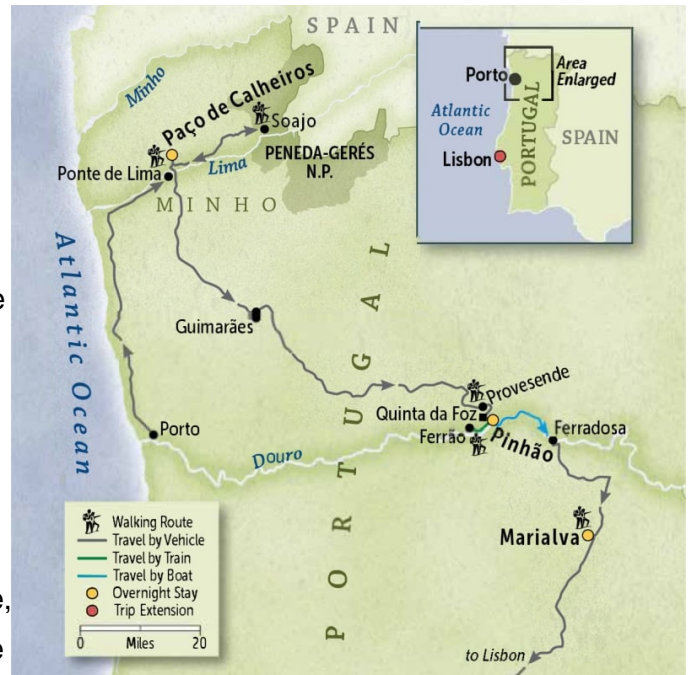 SPAIN
Minho
Paço de Calheiros
Soajo
PENEDA-GERÊS
N.P.
Ponte de Lima
Lima
MINHO
Atlantic Ocean
PORTUGAL
Guimarães
Porto
Douro
Provesende
Quinta da Foz
Ferrão
Pinhão
Ferradosa
Marialva
to Lisbon
Area
Enlarged
Porto
Atlantic
Ocean
PORTUGAL
SPAIN
Lisbon
Walking Route
Travel by Vehicle
Travel by Train
Travel by Boat
Overnight Stay
Trip Extension
0 Miles 20
e
,
e